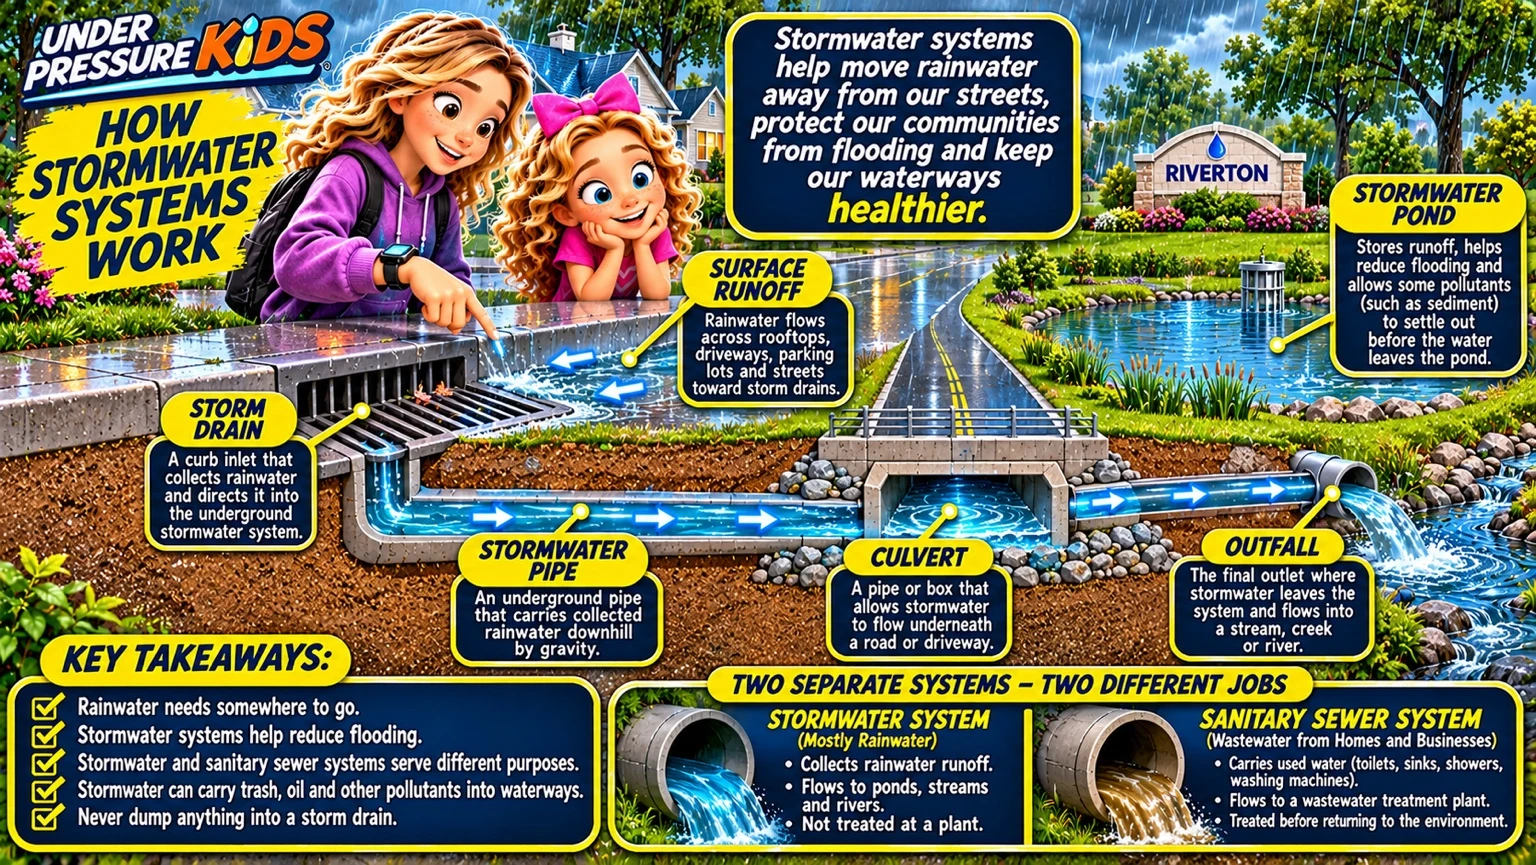 UNDER
PRESSURE KiDS
HOW
STORMWATER
SYSTEMS
WORK
Stormwater systems
help move rainwater
away from our streets,
protect our communities
from flooding and keep
our waterways
healthier.
RIVERTON
STORMWATER
POND
Stores runoff, helps
reduce flooding and
allows some pollutants
(such as sediment)
to settle out
before the water
leaves the pond.
SURFACE
RUNOFF
Rainwater flows
across rooftops,
driveways, parking
lots and streets
toward storm drains.
STORM
DRAIN
A curb inlet that
collects rainwater
and directs it into
the underground
stormwater system.
STORMWATER
PIPE
An underground pipe
that carries collected
rainwater downhill
by gravity.
CULVERT
A pipe or box that
allows stormwater
to flow underneath
a road or driveway.
OUTFALL
The final outlet where
stormwater leaves the
system and flows into
a stream, creek
or river.
KEY TAKEAWAYS:
Rainwater needs somewhere to go.
Stormwater systems help reduce flooding.
Stormwater and sanitary sewer systems serve different purposes.
Stormwater can carry trash, oil and other pollutants into waterways.
Never dump anything into a storm drain.
TWO SEPARATE SYSTEMS – TWO DIFFERENT JOBS
STORMWATER SYSTEM
(Mostly Rainwater)
• Collects rainwater runoff.
• Flows to ponds, streams
and rivers.
• Not treated at a plant.
SANITARY SEWER SYSTEM
(Wastewater from Homes and Businesses)
• Carries used water (toilets, sinks, showers,
washing machines).
• Flows to a wastewater treatment plant.
• Treated before returning to the environment.